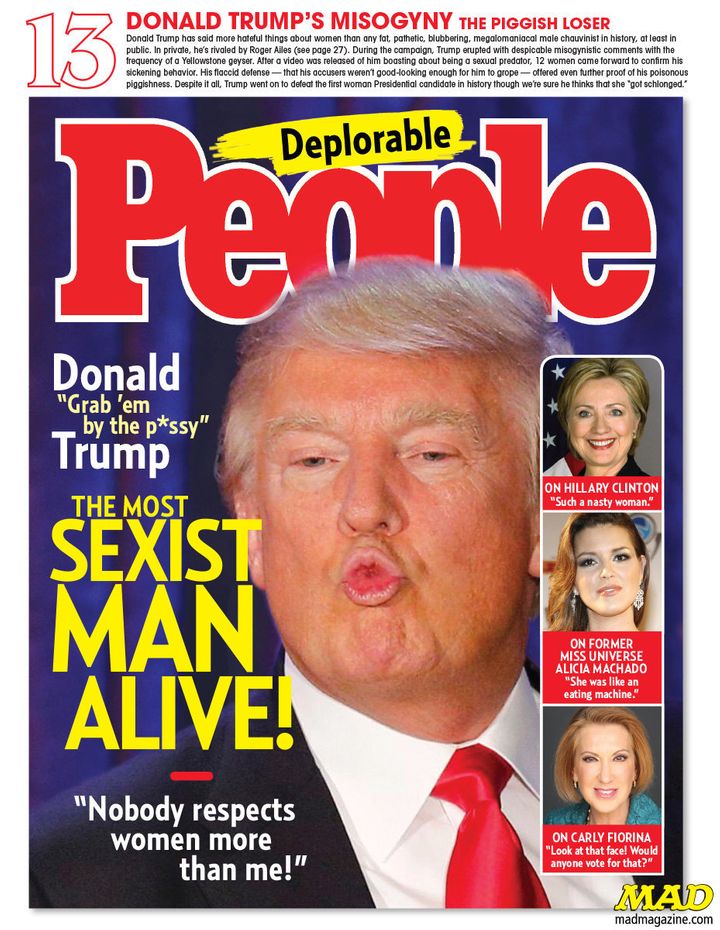 13
DONALD TRUMP'S MISOGYNY THE PIGGISH LOSER
Donald Trump has said more hateful things about women than any fat, pathetic, blubbering, megalomaniacal male chauvinist in history, at least in
public. In private, he's rivaled by Roger Ailes (see page 27). During the campaign, Trump erupted with despicable misogynistic comments with the
frequency of a Yellowstone geyser. After a video was released of him boasting about being a sexual predator, 12 women came forward to confirm his
sickening behavior. His flaccid defense — that his accusers weren't good-looking enough for him to grope — offered even further proof of his poisonous
piggishness. Despite it all, Trump went on to defeat the first woman Presidential candidate in history though we're sure he thinks that she "got schlonged."
Deplorable
People
Donald
"Grab 'em
by the p*ssy"
Trump
THE MOST
SEXIST
MAN
ALIVE!
"Nobody respects
women more
than me!"
ON HILLARY CLINTON
"Such a nasty woman."
ON FORMER
MISS UNIVERSE
ALICIA MACHADO
"She was like an
eating machine."
ON CARLY FIORINA
"Look at that face! Would
anyone vote for that?"
MAD
madmagazine.com